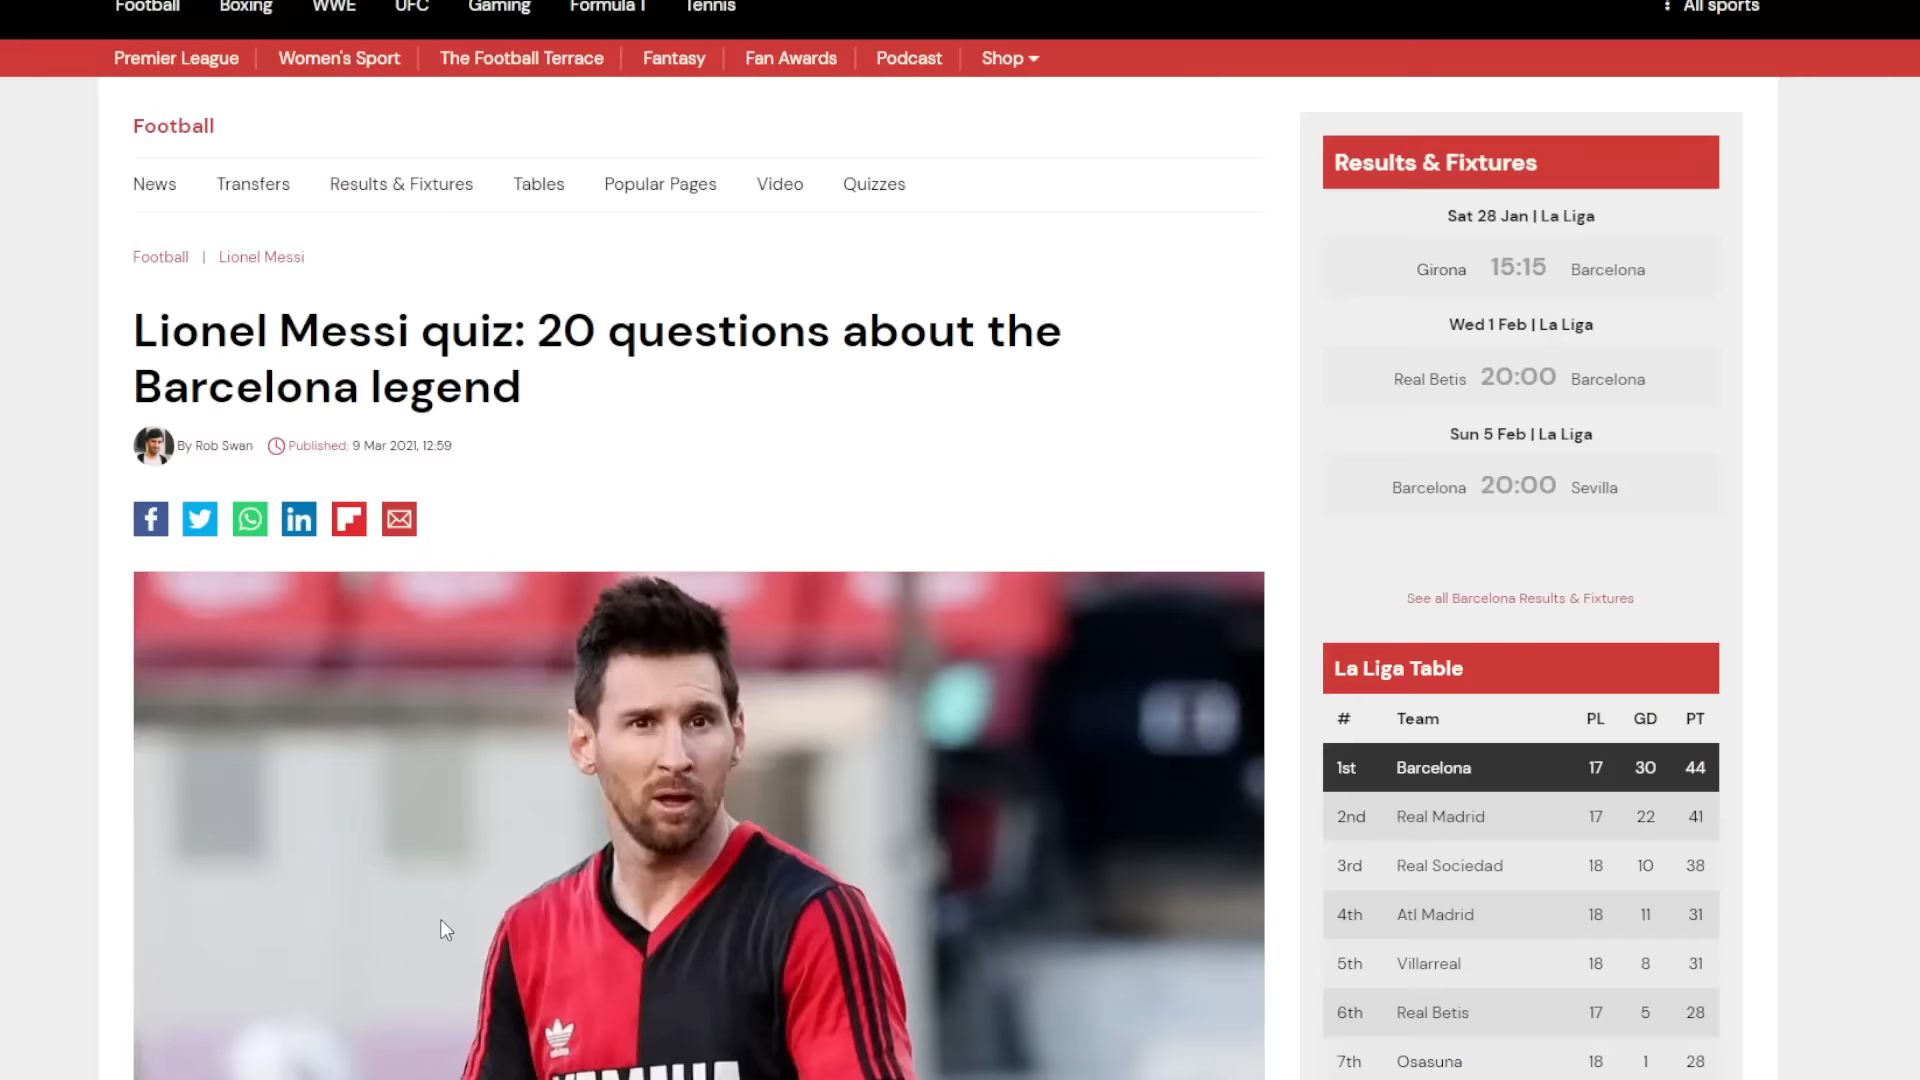 Football Boxing WWE UFC Gaming Formula 1 Tennis All sports
Premier League Women's Sport The Football Terrace Fantasy Fan Awards Podcast Shop
Football
News Transfers Results & Fixtures Tables Popular Pages Video Quizzes
Football | Lionel Messi
Lionel Messi quiz: 20 questions about the
Barcelona legend
By Rob Swan Published: 9 Mar 2021, 12:59
Results & Fixtures
Sat 28 Jan | La Liga
Girona 15:15 Barcelona
Wed 1 Feb | La Liga
Real Betis 20:00 Barcelona
Sun 5 Feb | La Liga
Barcelona 20:00 Sevilla
See all Barcelona Results & Fixtures
La Liga Table
# Team PL GD PT
1st Barcelona 17 30 44
2nd Real Madrid 17 22 41
3rd Real Sociedad 18 10 38
4th Atl Madrid 18 11 31
5th Villarreal 18 8 31
6th Real Betis 17 5 28
7th Osasuna 18 1 28
YAMAHA